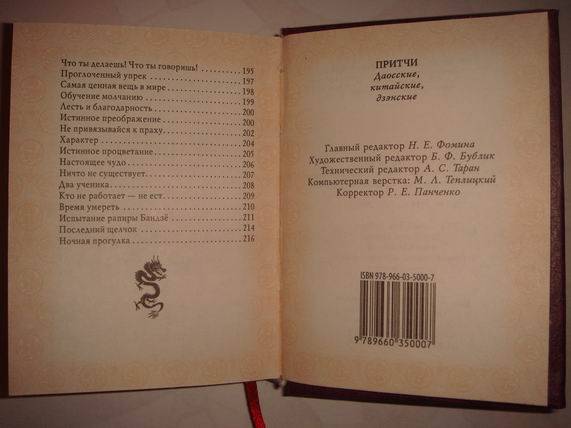 Что ты делаешь! Что ты говоришь! ........... 195
Проглоченный упрек ........................ 197
Самая ценная вещь в мире .................. 198
Обучение молчанию ......................... 199
Лесть и благодарность ..................... 200
Истинное преображение ..................... 200
Не привязывайся к праху ................... 202
Характер .................................. 204
Истинное процветание ...................... 205
Настоящее чудо ............................ 206
Ничто не существует ....................... 207
Два ученика ............................... 208
Кто не работает — не ест .................. 209
Время умереть ............................. 210
Испытание рапиры Бандзё ................... 211
Последний щелчок .......................... 214
Ночная прогулка ........................... 216
ПРИТЧИ
Даосские,
китайские,
дзэнские
Главный редактор Н. Е. Фомина
Художественный редактор Б. Ф. Бублик
Технический редактор А. С. Таран
Компьютерная верстка: М. Л. Теплицкий
Корректор Р. Е. Панченко
ISBN 978-966-03-5000-7
9 789660 350007